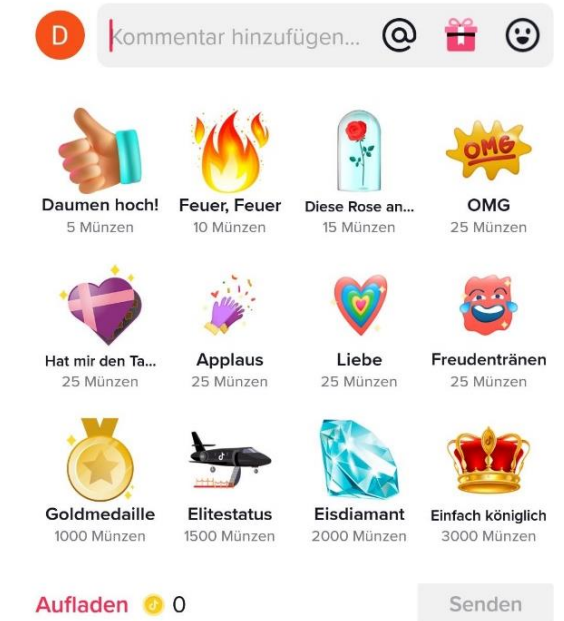 D
Kommentar hinzufügen...
@
OMG
Daumen hoch! Feuer, Feuer Diese Rose an... OMG
5 Münzen 10 Münzen 15 Münzen 25 Münzen
Hat mir den Ta... Applaus Liebe Freudentränen
25 Münzen 25 Münzen 25 Münzen 25 Münzen
Goldmedaille Elitestatus Eisdiamant Einfach königlich
1000 Münzen 1500 Münzen 2000 Münzen 3000 Münzen
Aufladen 0 Senden